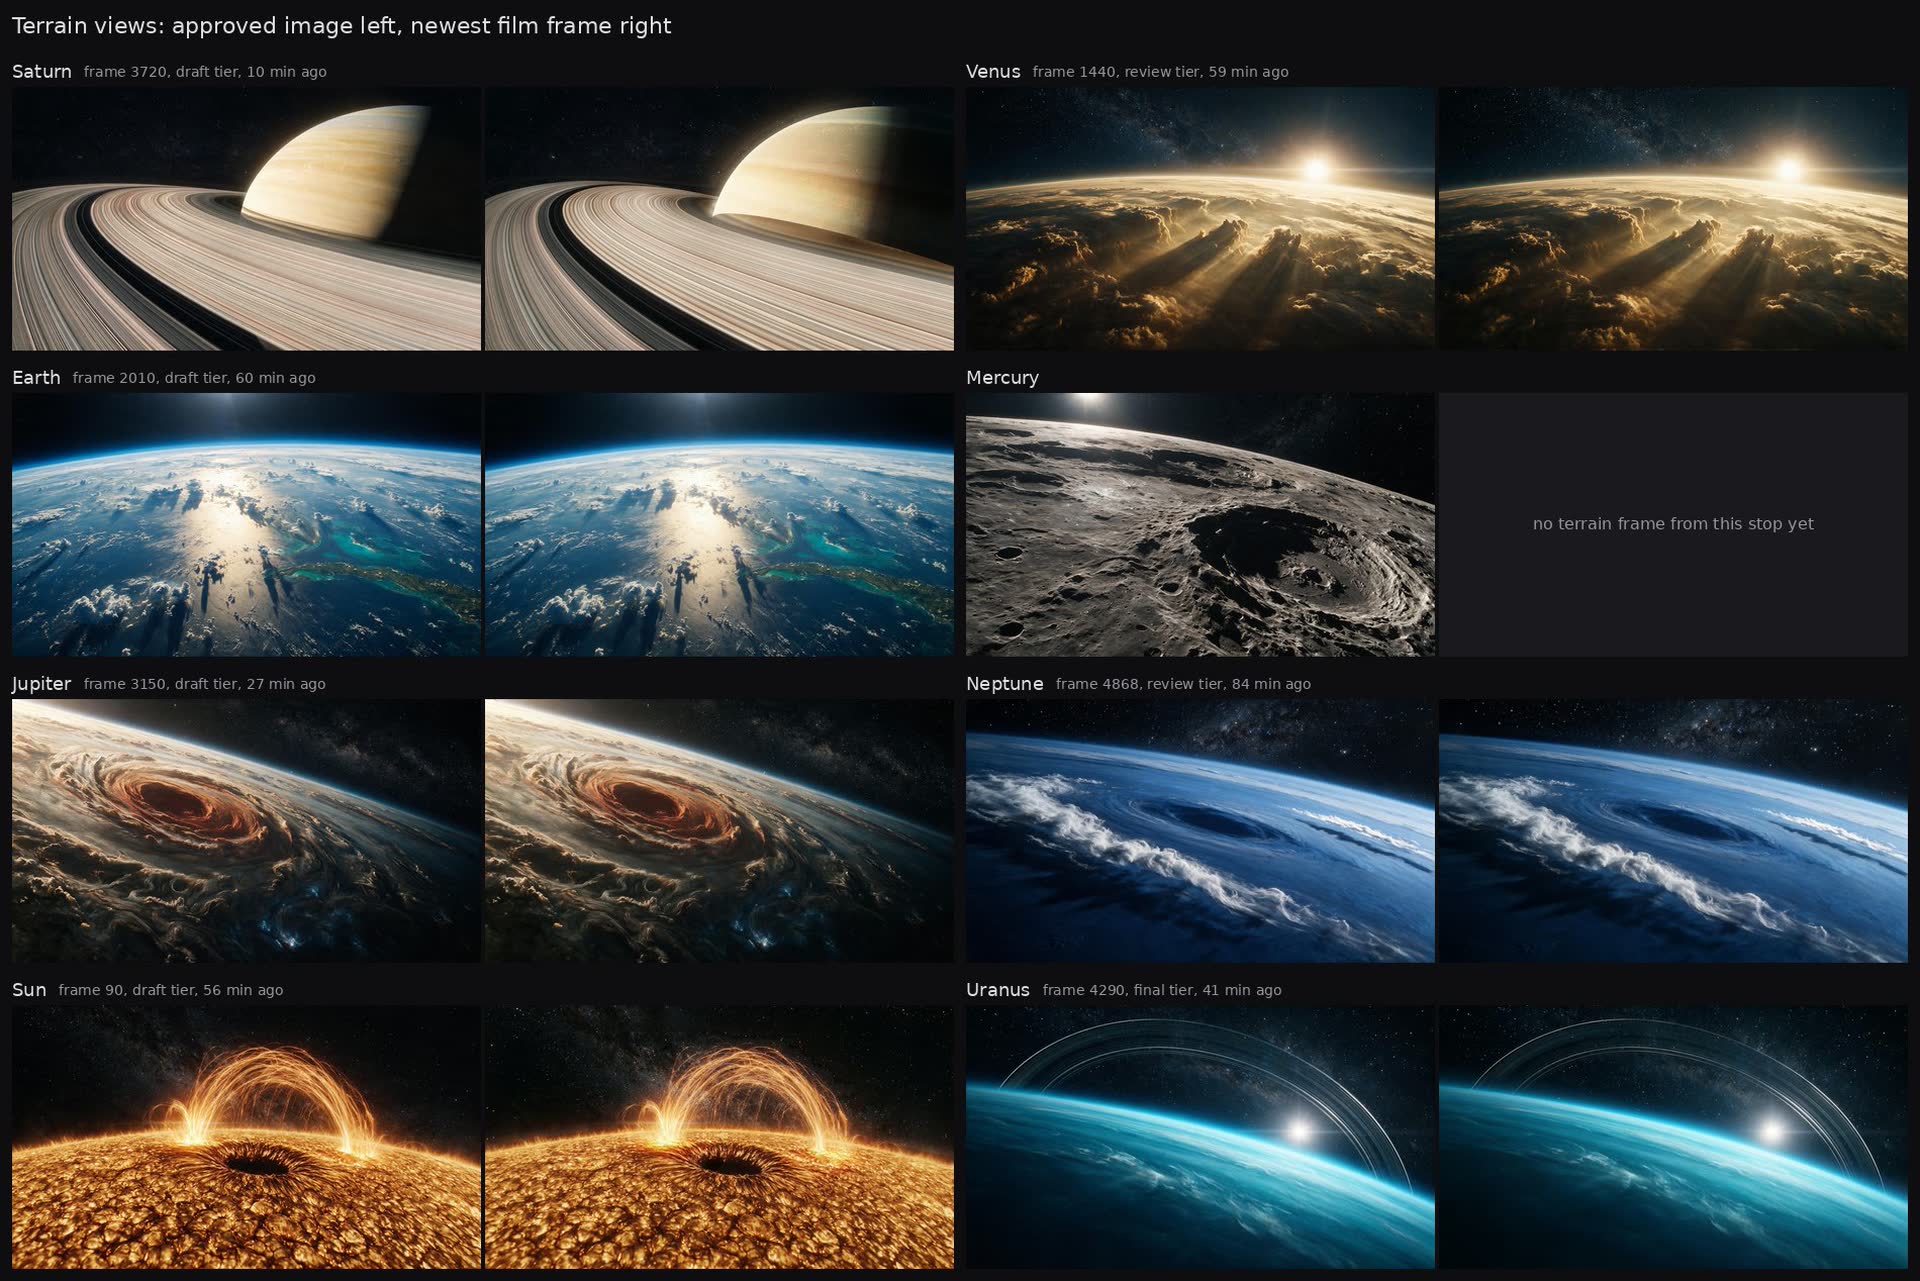 Terrain views: approved image left, newest film frame right
Saturn frame 3720, draft tier, 10 min ago
Venus frame 1440, review tier, 59 min ago
Earth frame 2010, draft tier, 60 min ago
Mercury
no terrain frame from this stop yet
Jupiter frame 3150, draft tier, 27 min ago
Neptune frame 4868, review tier, 84 min ago
Sun frame 90, draft tier, 56 min ago
Uranus frame 4290, final tier, 41 min ago